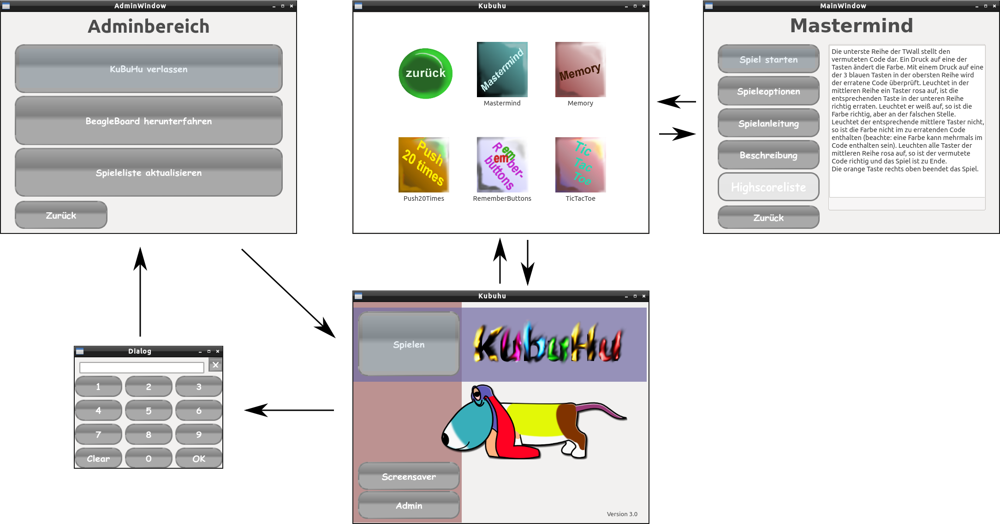 AdminWindow
Adminbereich
KuBuHu verlassen
BeagleBoard herunterfahren
Spieleliste aktualisieren
Zurück
Kubuhu
zurück
Mastermind
Mastermind
Memory
Memory
Push
20 times
Push20Times
Rem
ember-
buttons
RememberButtons
Tic
Tac
Toe
TicTacToe
MainWindow
Mastermind
Spiel starten
Spieleoptionen
Spielanleitung
Beschreibung
Highscoreliste
Zurück
Die unterste Reihe der TWall stellt den
vermuteten Code dar. Ein Druck auf eine der
Tasten ändert die Farbe. Mit einem Druck auf eine
der 3 blauen Tasten in der obersten Reihe wird
der erratene Code überprüft. Leuchtet in der
mittleren Reihe ein Taster rosa auf, ist die
entsprechenden Taste in der unteren Reihe
richtig erraten. Leuchtet er weiß auf, so ist die
Farbe richtig, aber an der falschen Stelle.
Leuchtet der entsprechende mittlere Taster nicht,
so ist die Farbe nicht im zu erratenden Code
enthalten (beachte: eine Farbe kann mehrmals im
Code enthalten sein). Leuchten alle Taster der
mittleren Reihe rosa auf, so ist der vermutete
Code richtig und das Spiel ist zu Ende.
Die orange Taste rechts oben beendet das Spiel.
Dialog
X
1 2 3
4 5 6
7 8 9
Clear 0 OK
Kubuhu
Spielen
KubuHu
Screensaver
Admin
Version 3.0